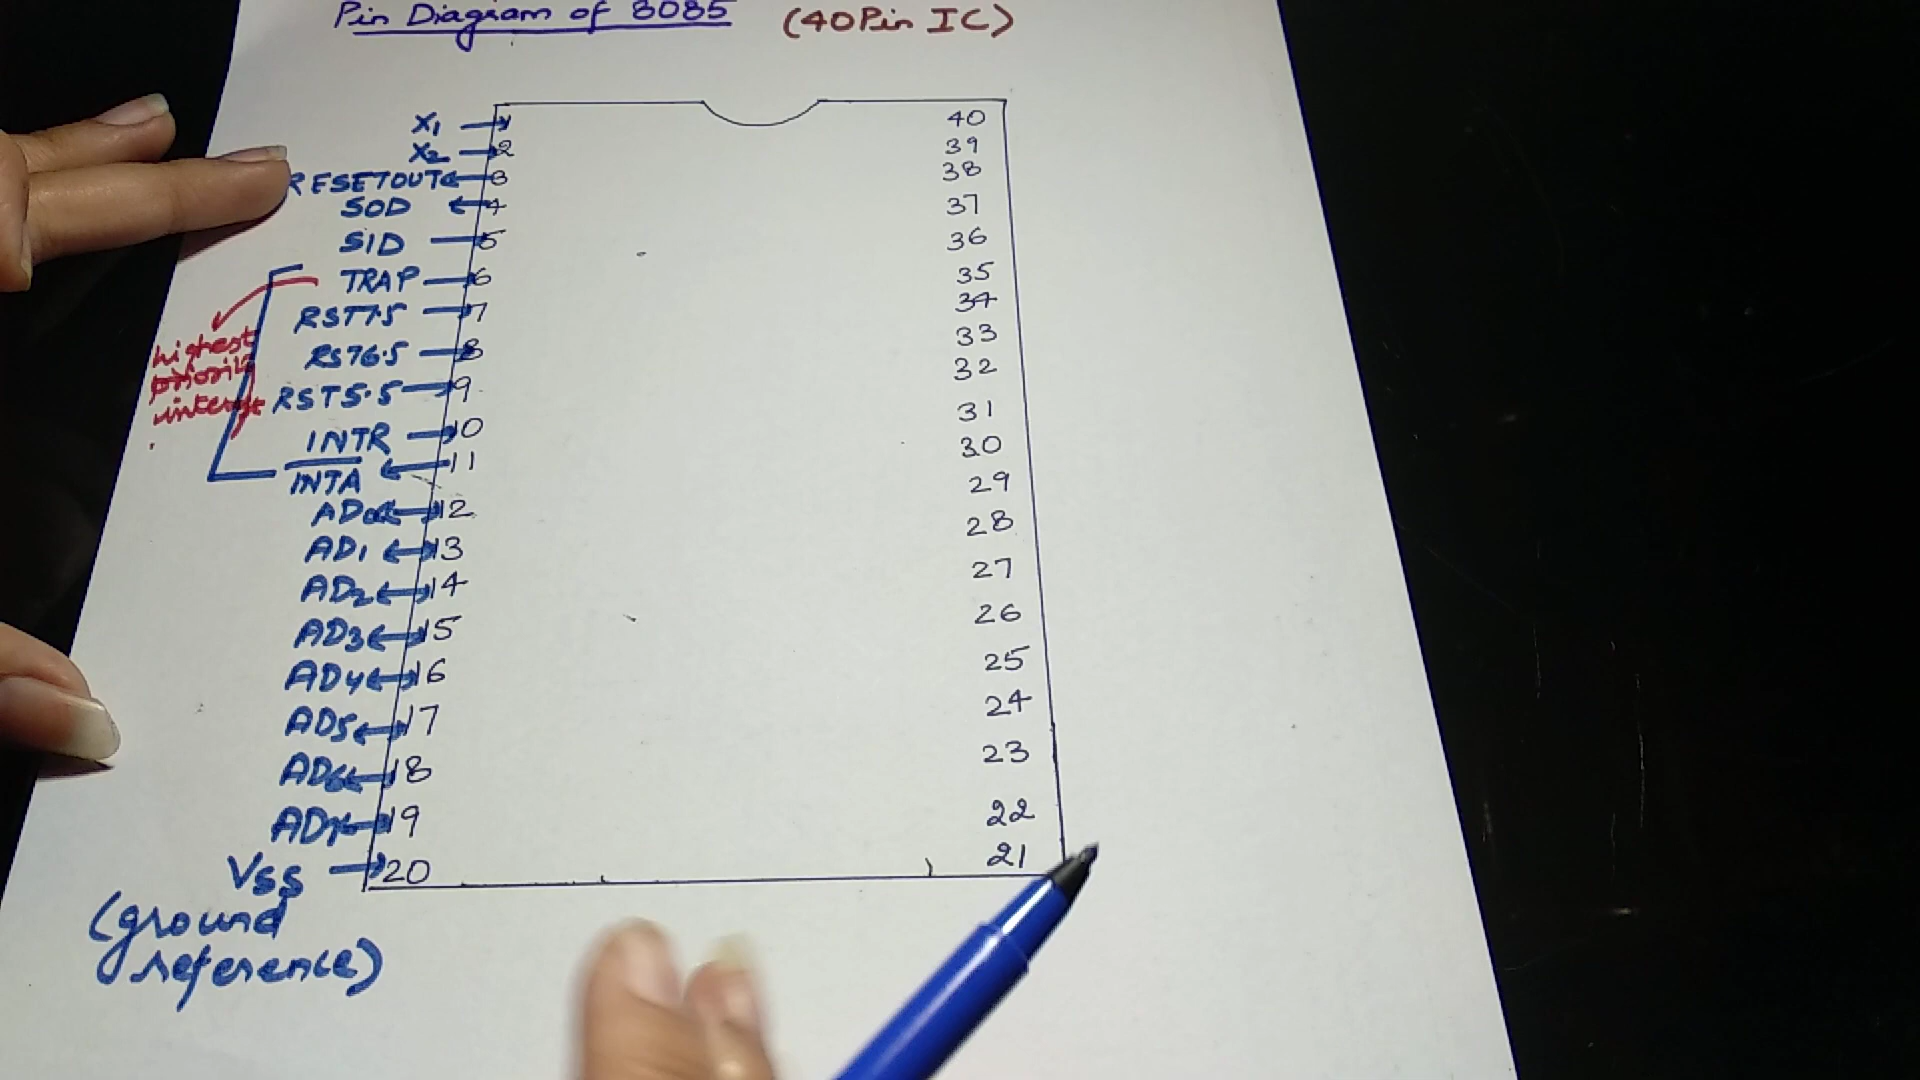 Pin Diagram of 8085 (40 Pin IC)
X1 → 1 40
X2 → 2 39
RESETOUT ← 3 38
SOD ← 4 37
SID → 5 36
TRAP → 6 35
RST7.5 → 7 34
highest
priority
RST6.5 → 8 33
RST5.5 → 9 32
INTR → 10 31
INTA ← 11 30
AD0 ↔ 12 29
AD1 ↔ 13 28
AD2 ↔ 14 27
AD3 ↔ 15 26
AD4 ↔ 16 25
AD5 ↔ 17 24
AD6 ↔ 18 23
AD7 ↔ 19 22
Vss → 20 21
(ground
reference)